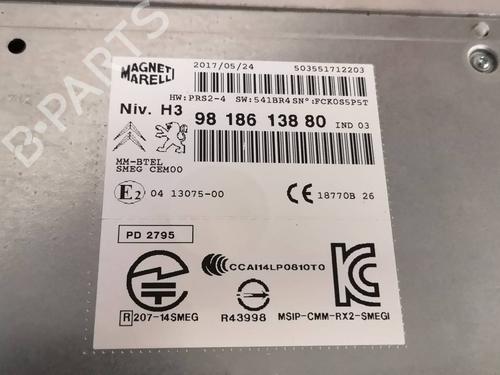 MAGNETI
MARELLI
2017/05/24
503551712203
HW:PRS2-4 SW:541BR4 SN°:FCK0S5P5T
Niv. H3
98 186 138 80 IND 03
MM-BTEL
SMEG CEM00
E2 04 13075-00
CE 18770B 26
PD 2795
CCAI14LP0810T0
R 207-14SMEG
R43998
MSIP-CMM-RX2-SMEGI
B-PARTS